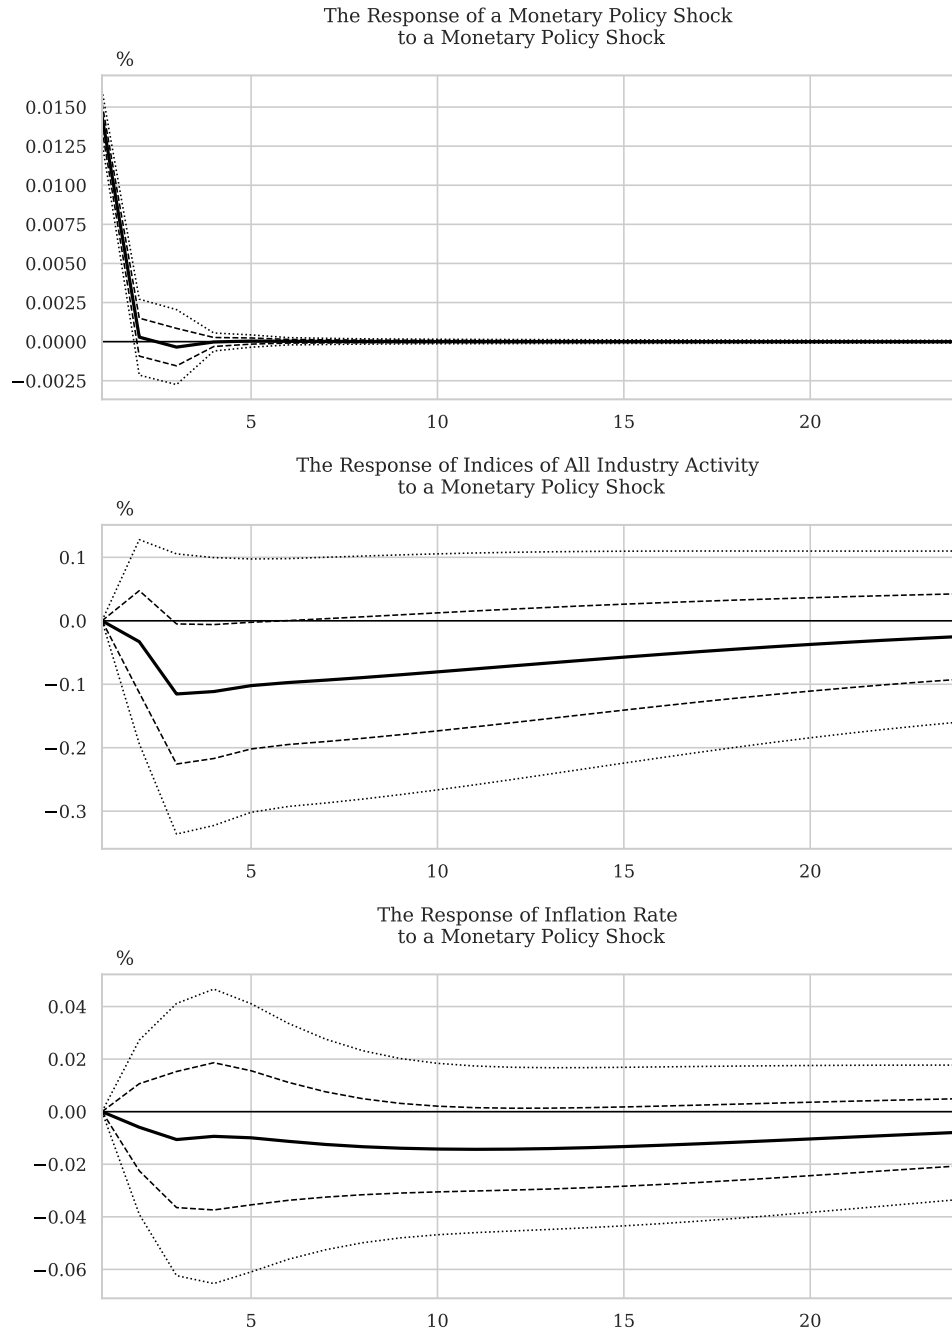 The Response of a Monetary Policy Shock
to a Monetary Policy Shock
%
0.0150
0.0125
0.0100
0.0075
0.0050
0.0025
0.0000
−0.0025
5 10 15 20
The Response of Indices of All Industry Activity
to a Monetary Policy Shock
%
0.1
0.0
−0.1
−0.2
−0.3
5 10 15 20
The Response of Inflation Rate
to a Monetary Policy Shock
%
0.04
0.02
0.00
−0.02
−0.04
−0.06
5 10 15 20